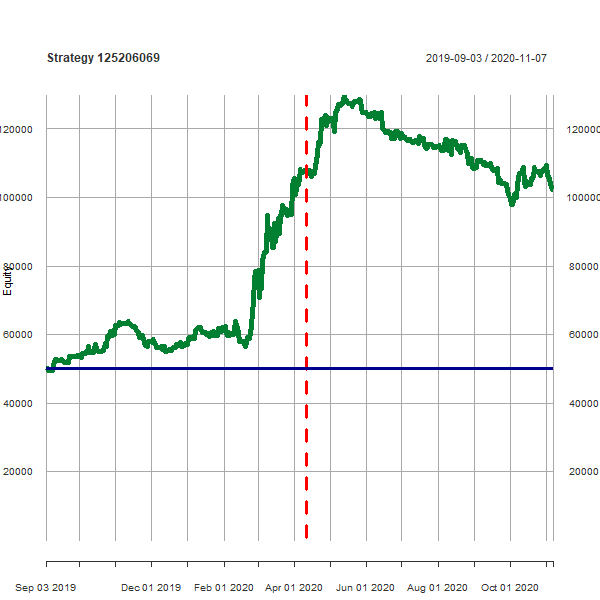 Strategy 125206069 2019-09-03 / 2020-11-07
120000 120000
100000 100000
80000 80000
Equity
60000 60000
40000 40000
20000 20000
Sep 03 2019 Dec 01 2019 Feb 01 2020 Apr 01 2020 Jun 01 2020 Aug 01 2020 Oct 01 2020